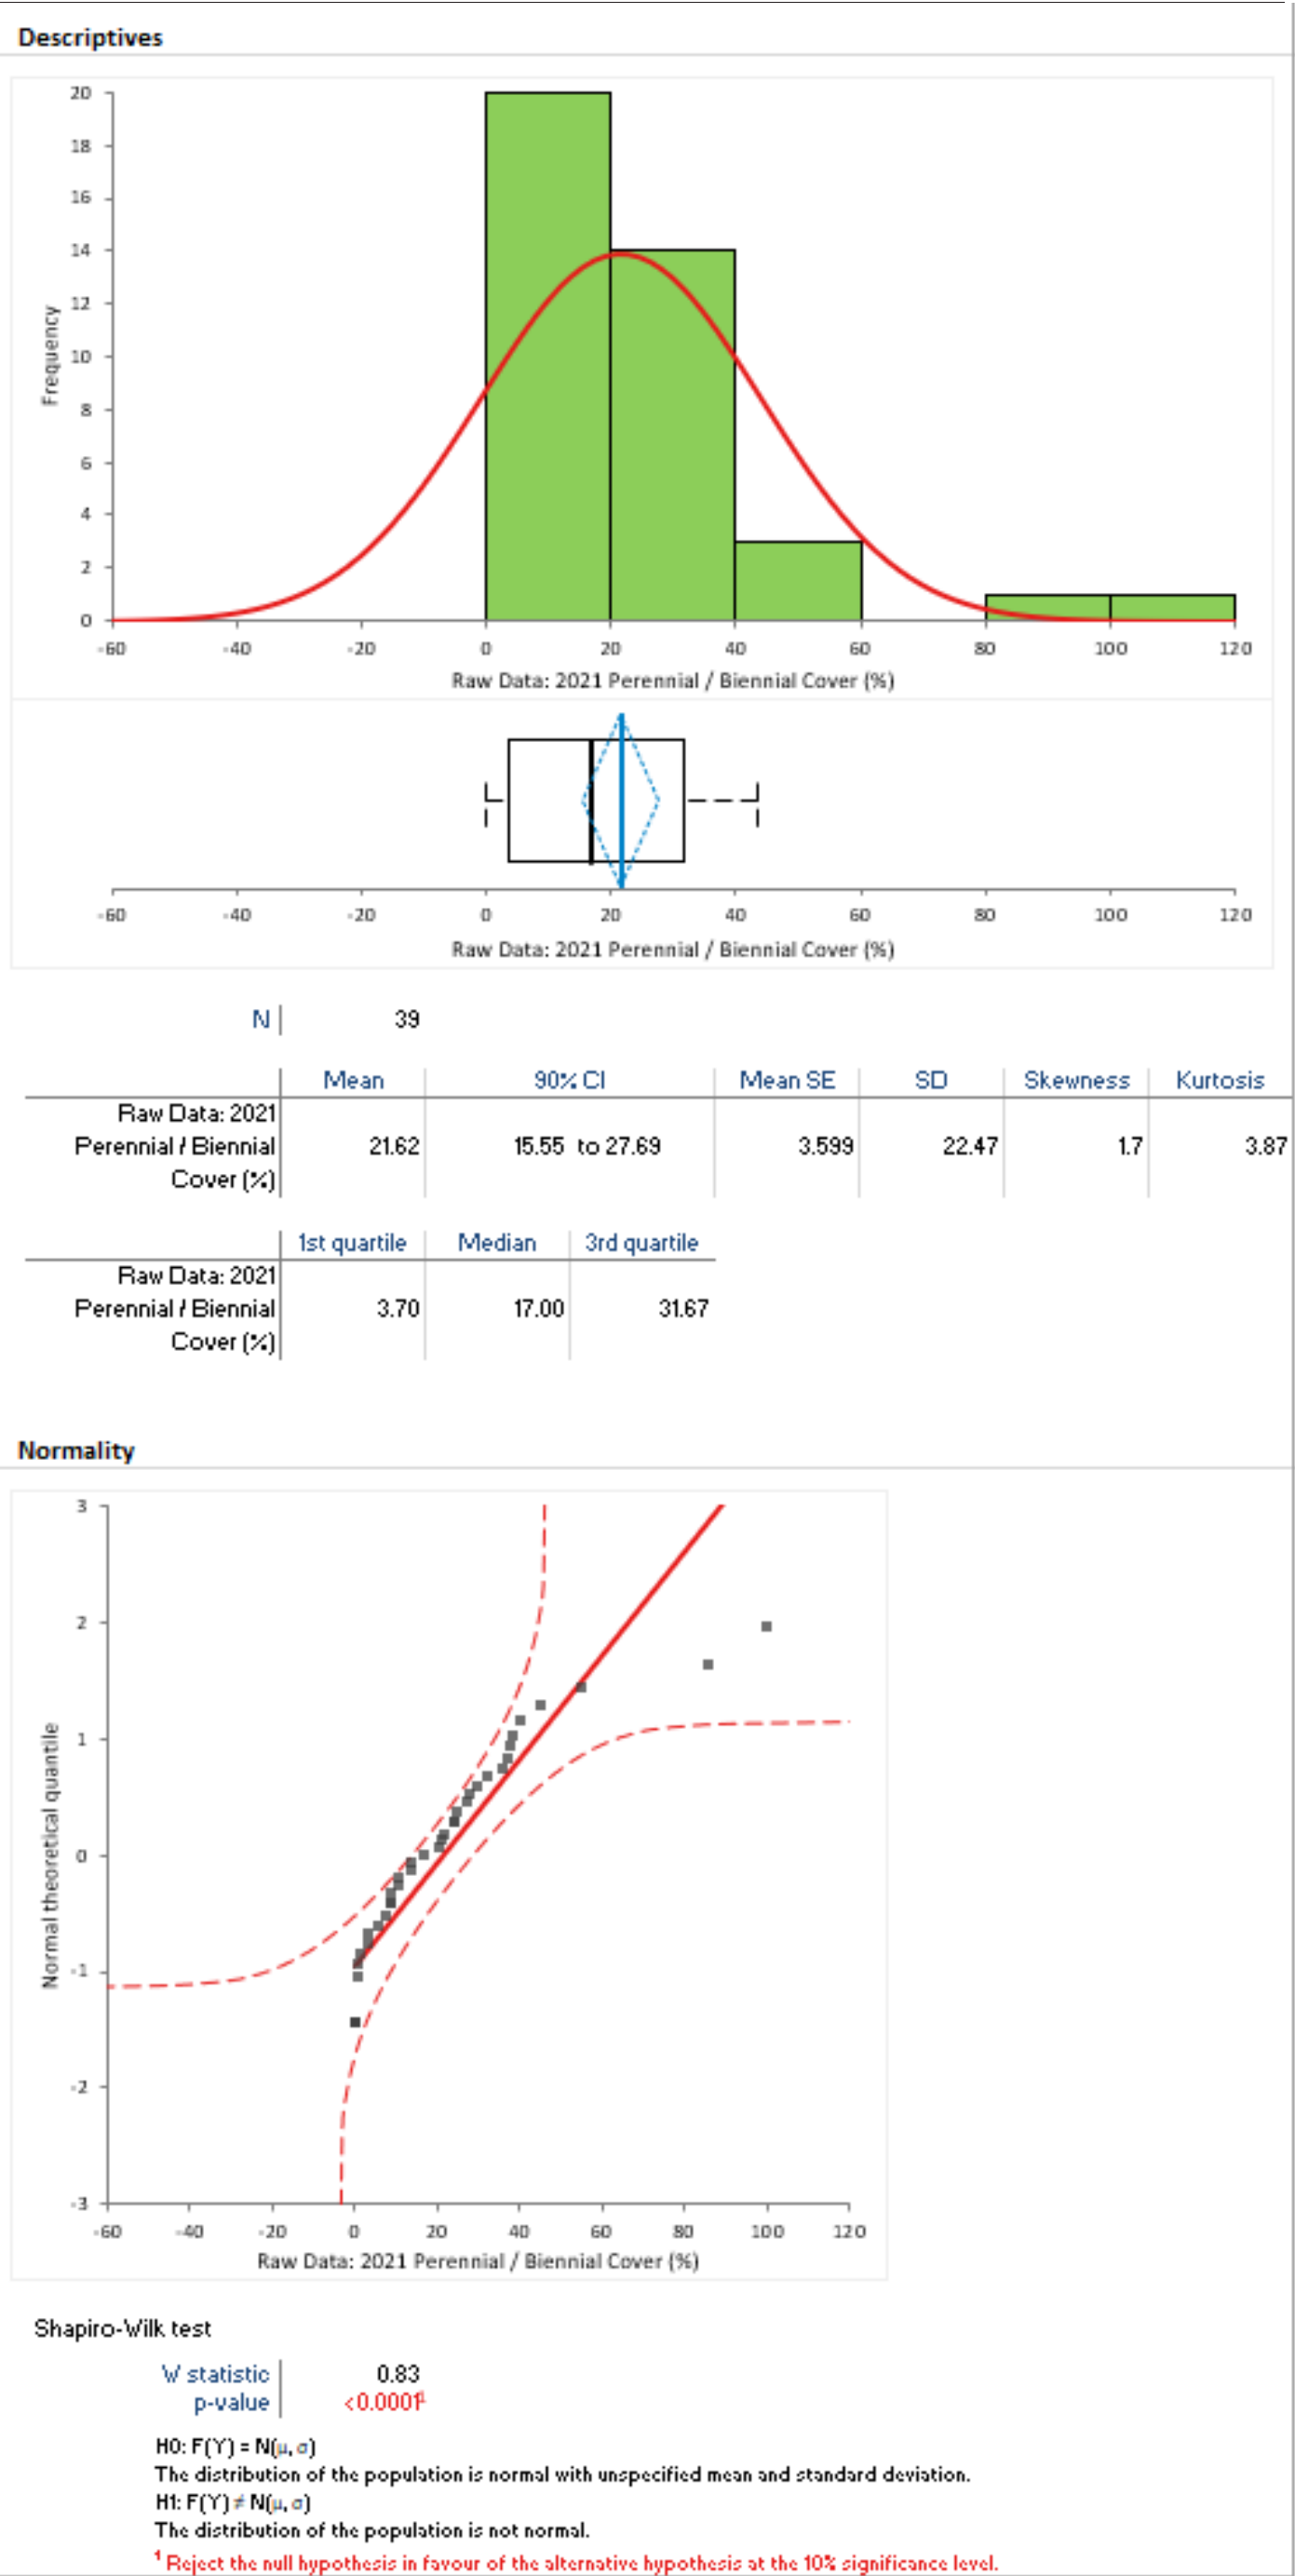 Descriptives
20
18
16
14
12
10
8
6
4
2
0
Frequency
-60 -40 -20 0 20 40 60 80 100 120
Raw Data: 2021 Perennial / Biennial Cover (%)
-60 -40 -20 0 20 40 60 80 100 120
Raw Data: 2021 Perennial / Biennial Cover (%)
N 39
Mean 90% CI Mean SE SD Skewness Kurtosis
Raw Data: 2021
Perennial / Biennial 21.62 15.55 to 27.69 3.599 22.47 1.7 3.87
Cover (%)
1st quartile Median 3rd quartile
Raw Data: 2021
Perennial / Biennial 3.70 17.00 31.67
Cover (%)
Normality
3
2
1
0
-1
-2
-3
Normal theoretical quantile
-60 -40 -20 0 20 40 60 80 100 120
Raw Data: 2021 Perennial / Biennial Cover (%)
Shapiro-Wilk test
W statistic 0.83
p-value <0.0001¹
H0: F(Y) = N(μ, σ)
The distribution of the population is normal with unspecified mean and standard deviation.
H1: F(Y) ≠ N(μ, σ)
The distribution of the population is not normal.
¹ Reject the null hypothesis in favour of the alternative hypothesis at the 10% significance level.